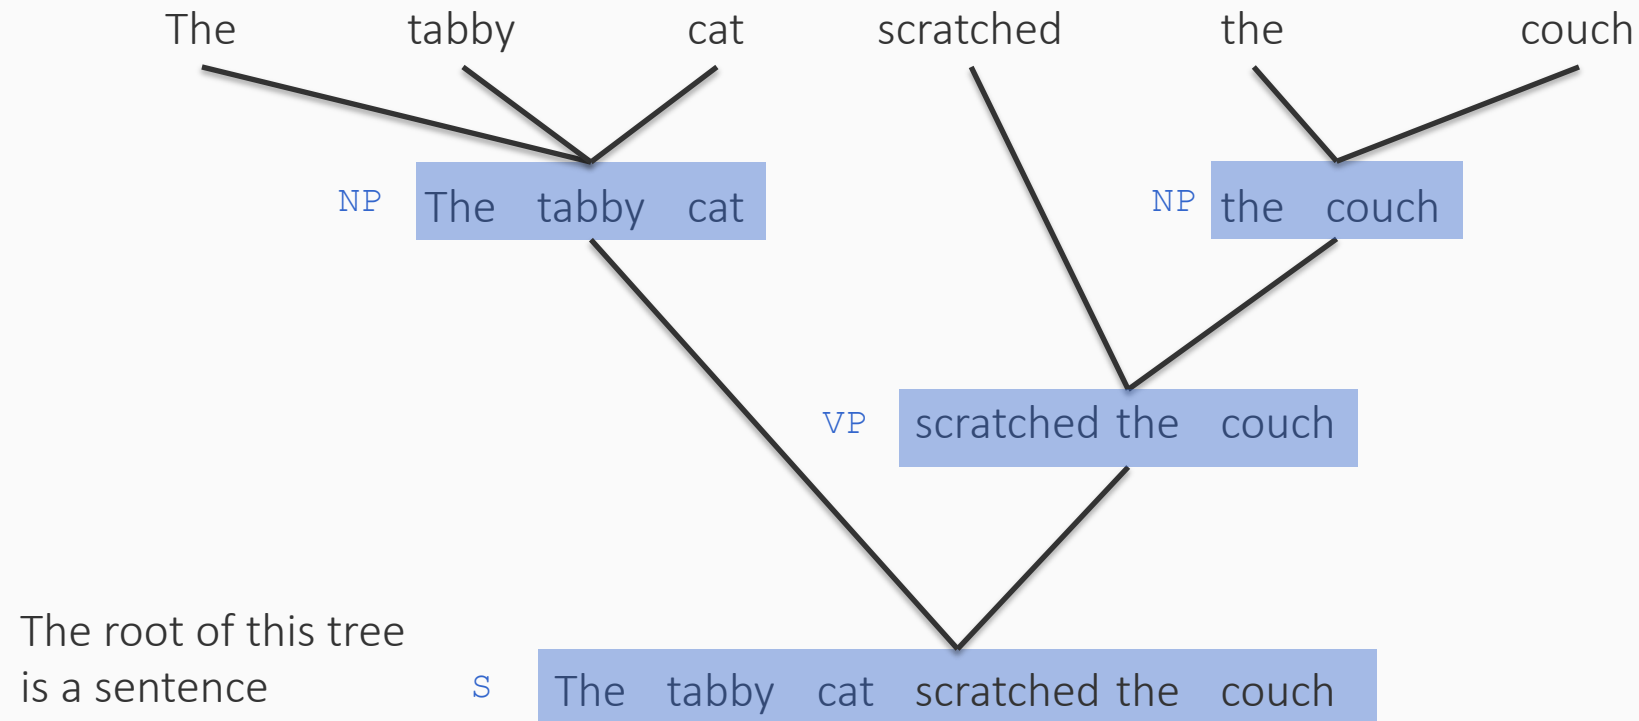 The tabby cat scratched the couch
NP The tabby cat NP the couch
VP scratched the couch
The root of this tree
is a sentence
S The tabby cat scratched the couch